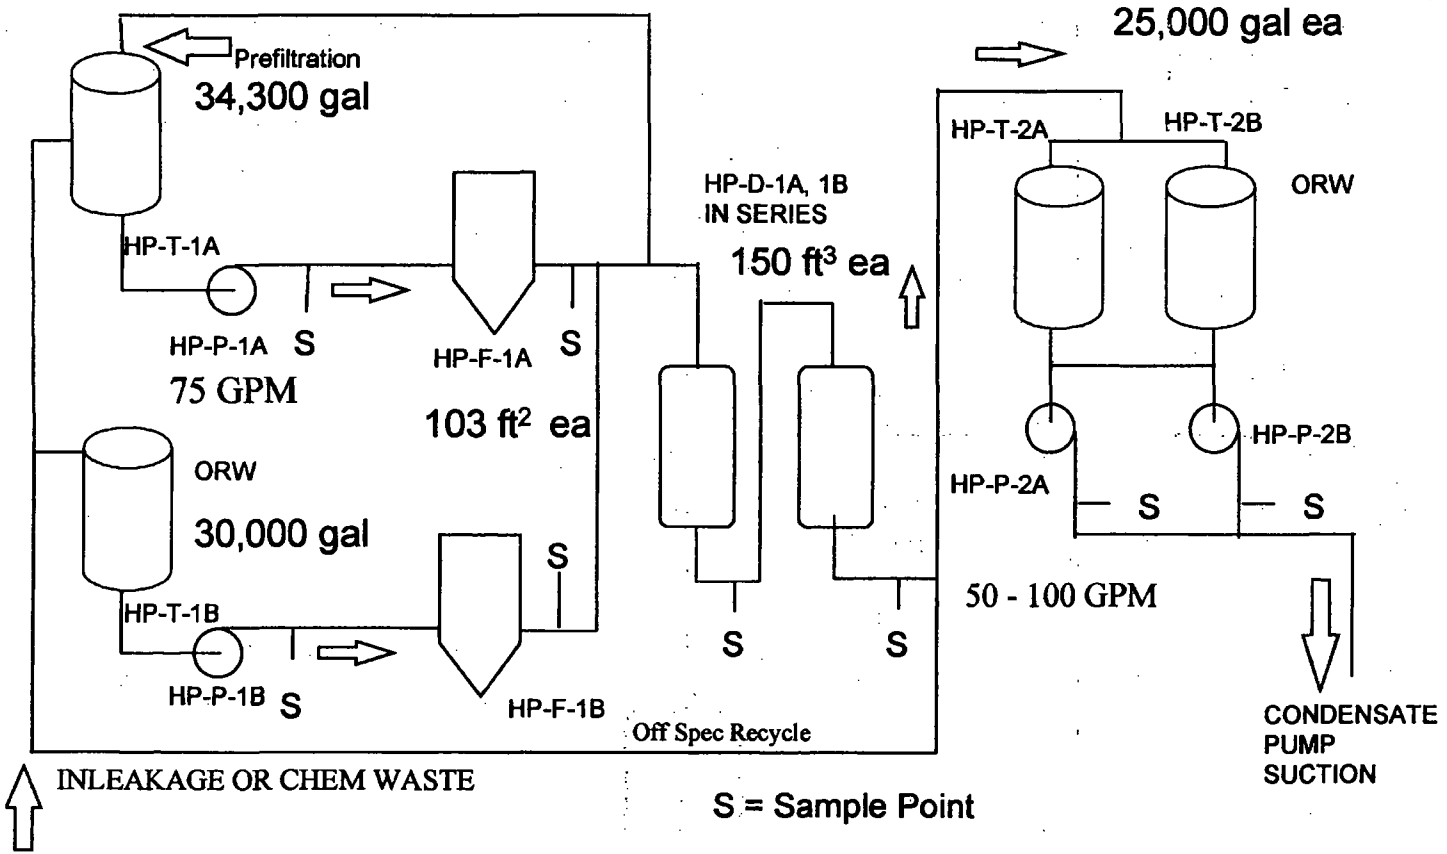 25,000 gal ea
Prefiltration
34,300 gal
HP-T-2A
HP-T-2B
HP-D-1A, 1B
IN SERIES
ORW
150 ft³ ea
HP-T-1A
HP-P-1A
S
HP-F-1A
S
75 GPM
103 ft² ea
HP-P-2B
ORW
HP-P-2A
S
S
30,000 gal
S
50 - 100 GPM
HP-T-1B
S
S
HP-P-1B
S
HP-F-1B
Off Spec Recycle
CONDENSATE
PUMP
SUCTION
INLEAKAGE OR CHEM WASTE
S = Sample Point